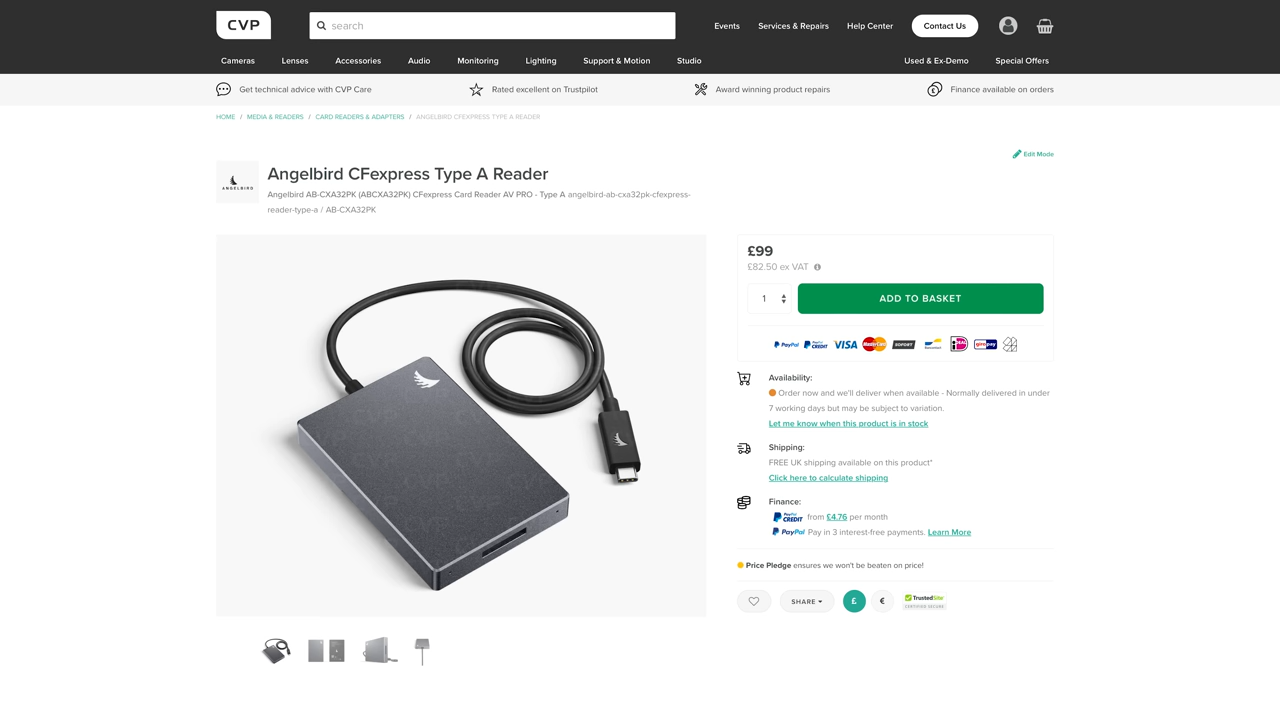 CVP
search
Events
Services & Repairs
Help Center
Contact Us
Cameras
Lenses
Accessories
Audio
Monitoring
Lighting
Support & Motion
Studio
Used & Ex-Demo
Special Offers
Get technical advice with CVP Care
Rated excellent on Trustpilot
Award winning product repairs
Finance available on orders
HOME / MEDIA & READERS / CARD READERS & ADAPTERS / ANGELBIRD CFEXPRESS TYPE A READER
Edit Mode
ANGELBIRD
Angelbird CFexpress Type A Reader
Angelbird AB-CXA32PK (ABCXA32PK) CFexpress Card Reader AV PRO - Type A angelbird-ab-cxa32pk-cfexpress-
reader-type-a / AB-CXA32PK
£99
£82.50 ex VAT
1
ADD TO BASKET
PayPal
PayPal CREDIT
VISA
MasterCard
SOFORT
Bancontact
iDEAL
giropay
Availability:
Order now and we'll deliver when available - Normally delivered in under
7 working days but may be subject to variation.
Let me know when this product is in stock
Shipping:
FREE UK shipping available on this product*
Click here to calculate shipping
Finance:
PayPal CREDIT from £4.76 per month
PayPal Pay in 3 interest-free payments. Learn More
Price Pledge ensures we won't be beaten on price!
SHARE
£
€
TrustedSite
CERTIFIED SECURE